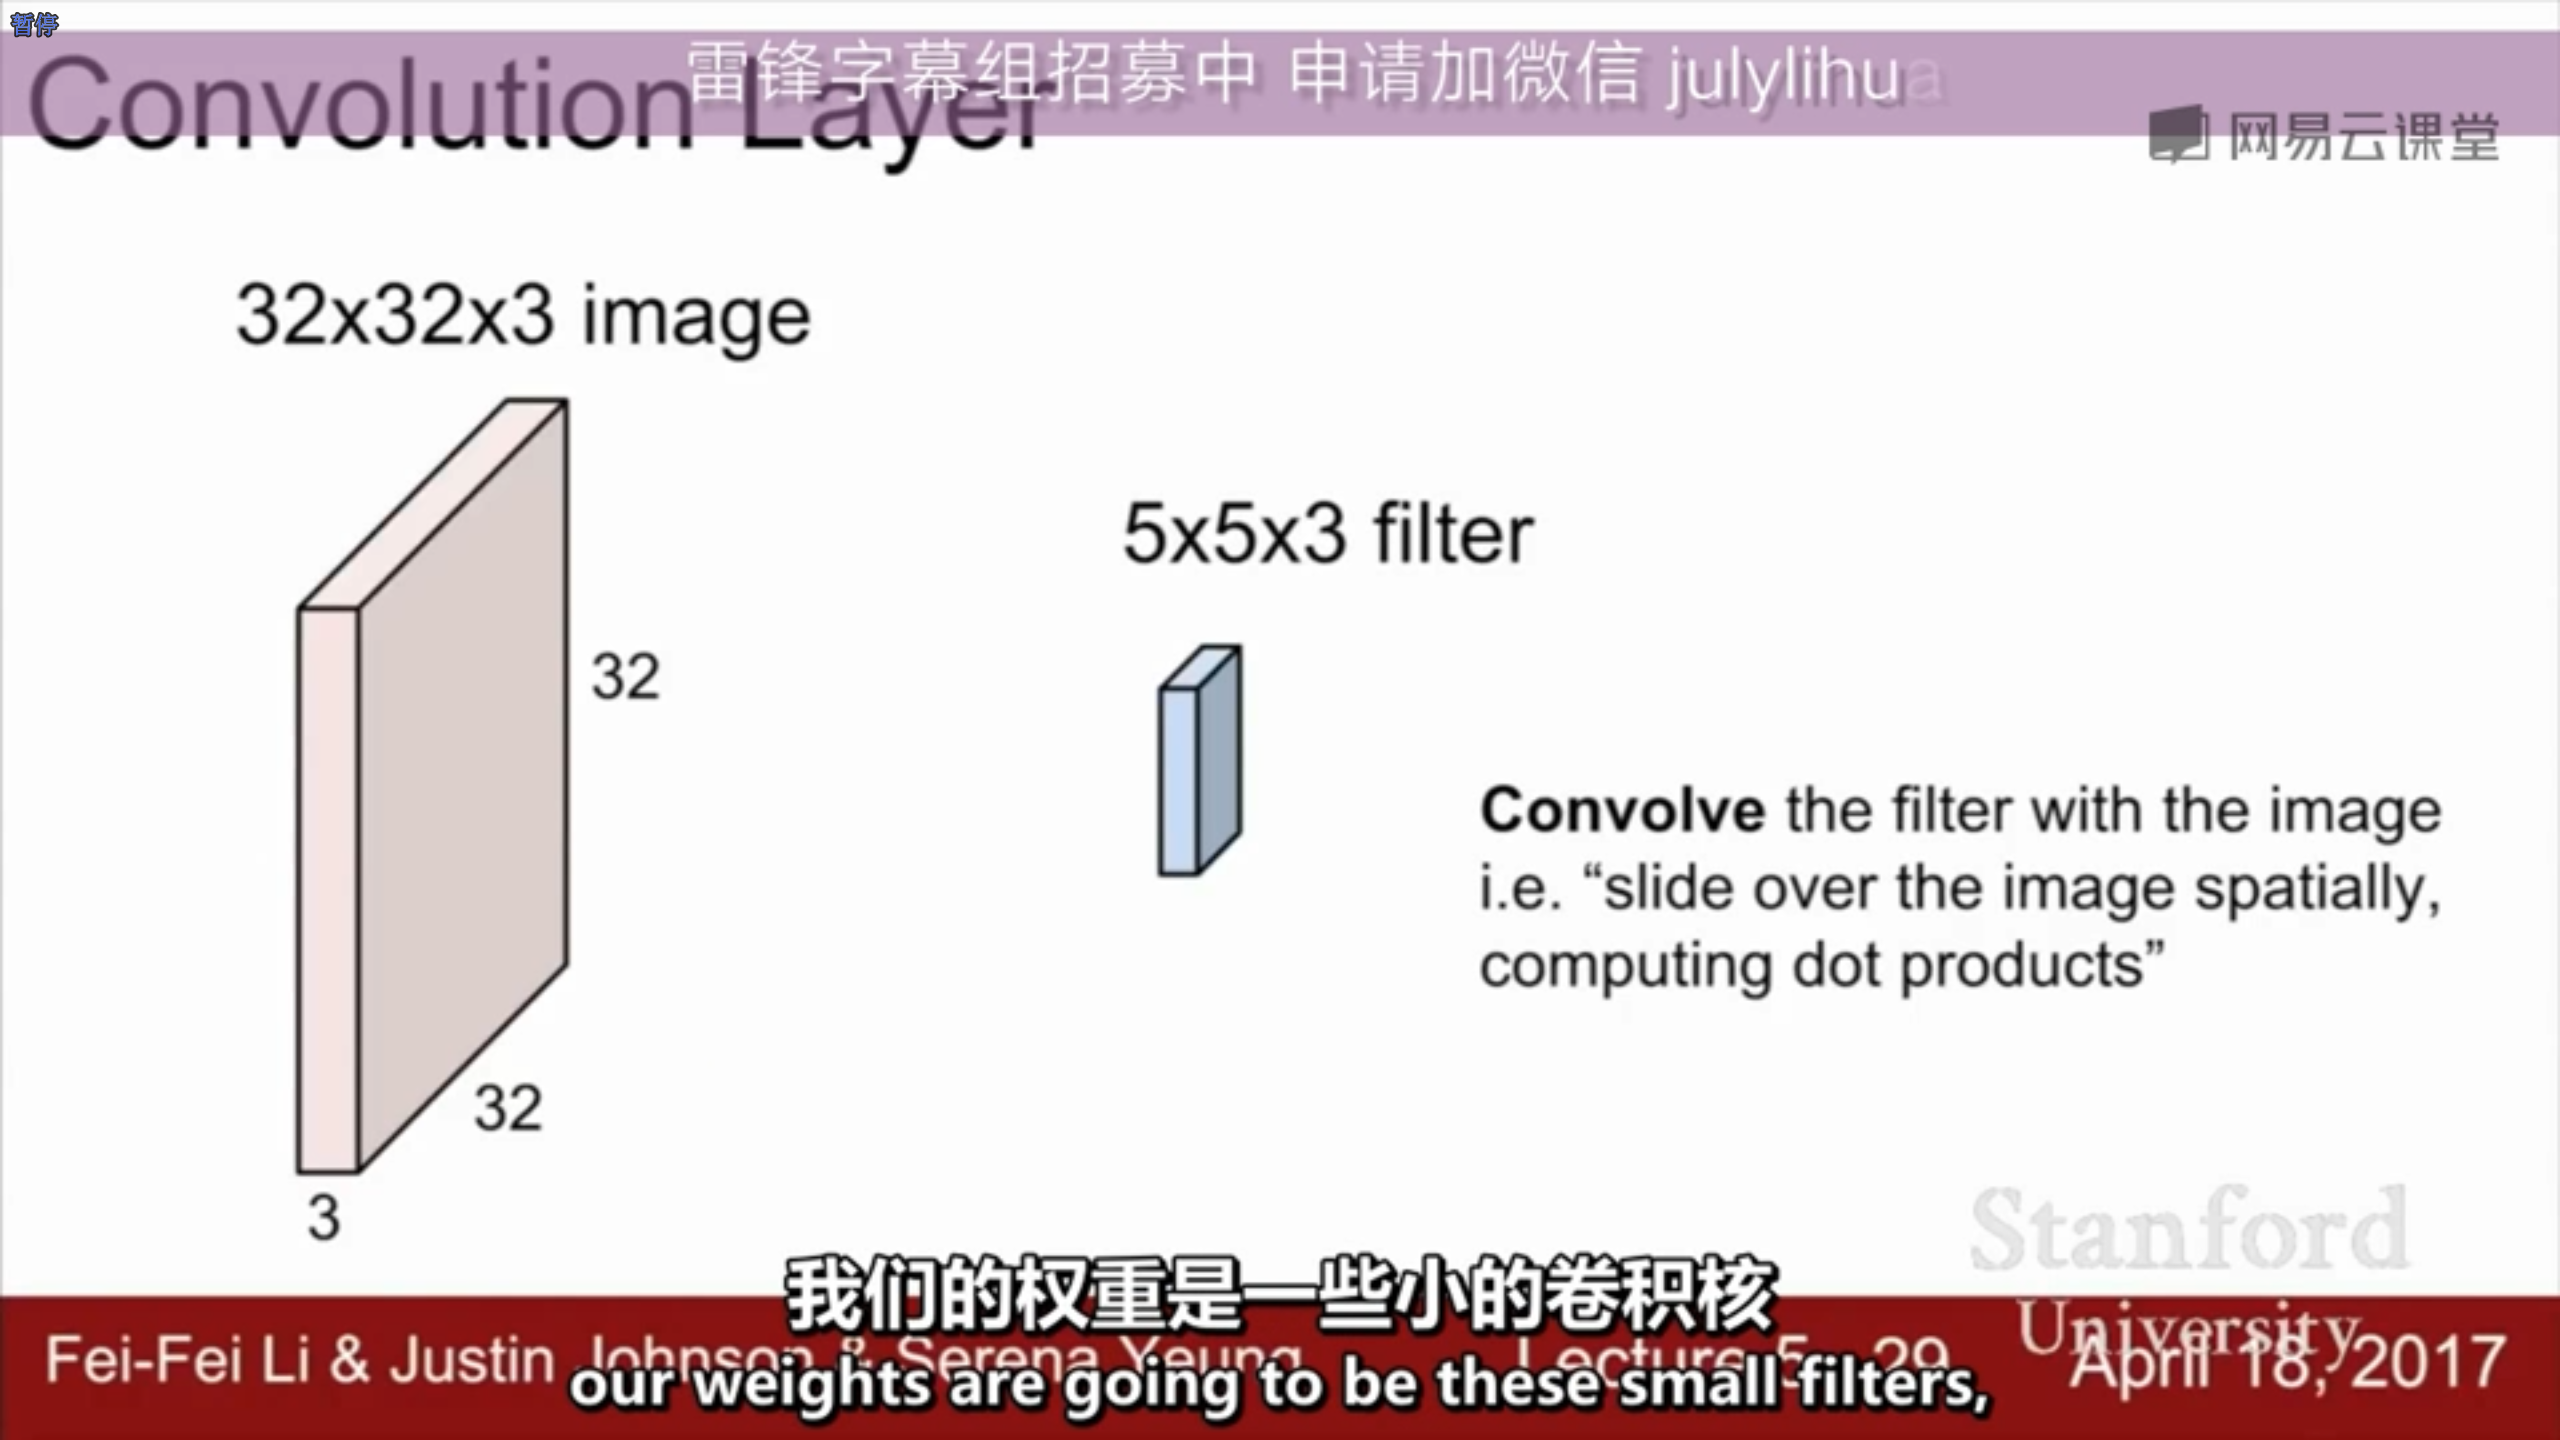 暂停
雷锋字幕组招募中 申请加微信 julylihua
Convolution Layer
网易云课堂
32x32x3 image
5x5x3 filter
32
Convolve the filter with the image
i.e. “slide over the image spatially,
computing dot products”
32
3
Stanford
University
我们的权重是一些小的卷积核
Fei-Fei Li & Justin Johnson & Serena Yeung
Lecture 5 - 29
April 18, 2017
our weights are going to be these small filters,